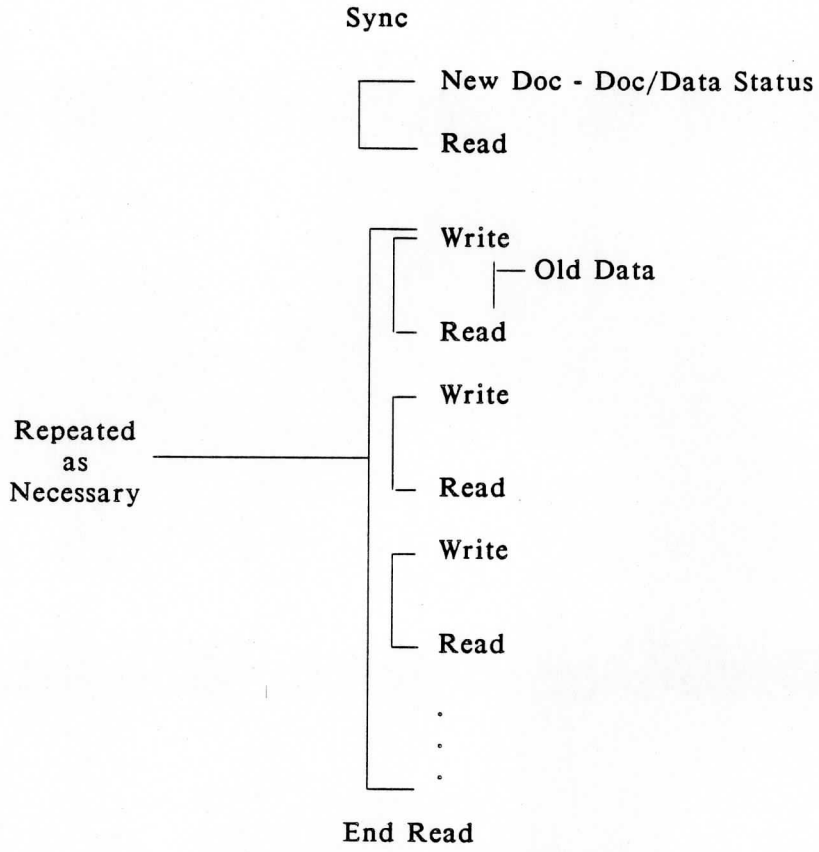 Sync
New Doc - Doc/Data Status
Read
Write
Old Data
Read
Write
Repeated
as
Necessary
Read
Write
Read
End Read